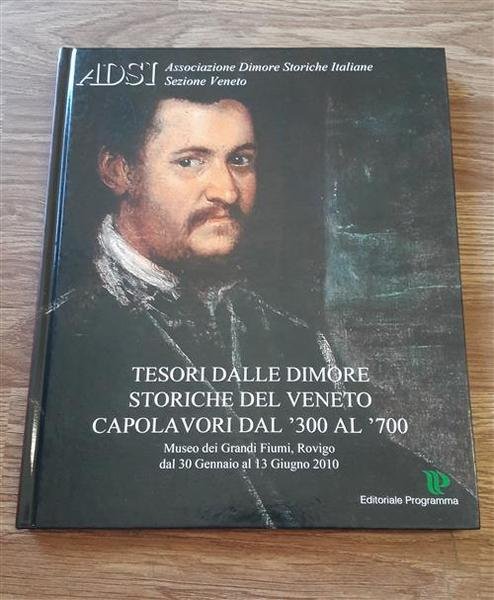 ADSI Associazione Dimore Storiche Italiane
Sezione Veneto
TESORI DALLE DIMORE
STORICHE DEL VENETO
CAPOLAVORI DAL ’300 AL ’700
Museo dei Grandi Fiumi, Rovigo
dal 30 Gennaio al 13 Giugno 2010
Editoriale Programma